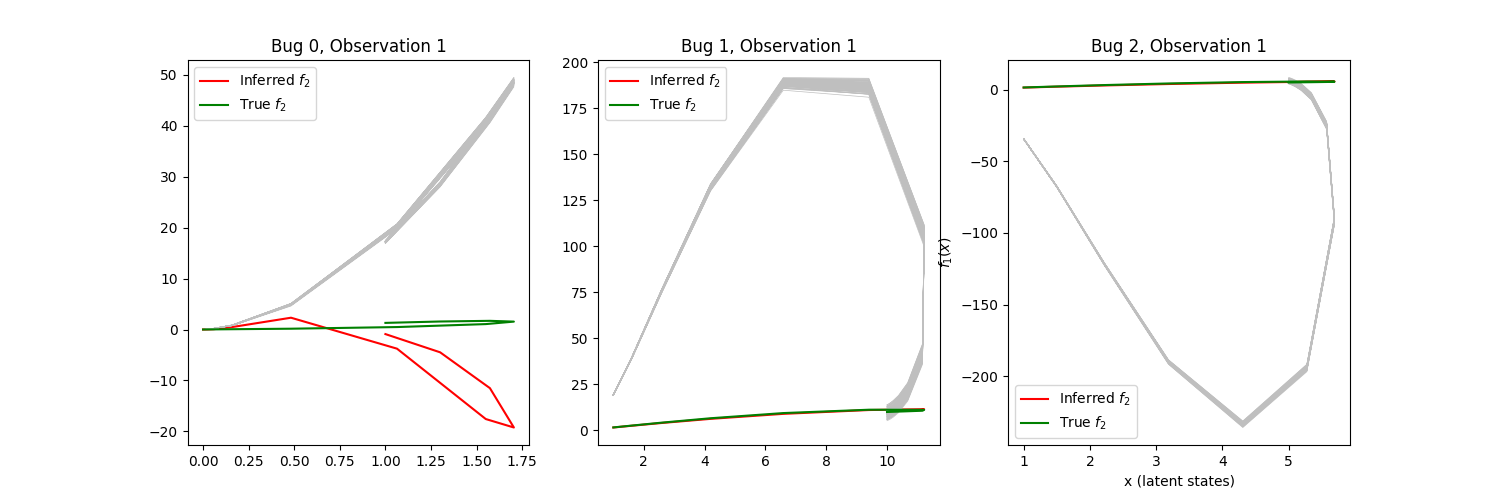 Bug 0, Observation 1
50
40
30
20
10
0
−10
−20
0.00 0.25 0.50 0.75 1.00 1.25 1.50 1.75
Inferred f₂
True f₂
Bug 1, Observation 1
200
175
150
125
100
75
50
25
0
2 4 6 8 10
Inferred f₂
True f₂
Bug 2, Observation 1
f₁(x)
0
−50
−100
−150
−200
1 2 3 4 5
x (latent states)
Inferred f₂
True f₂